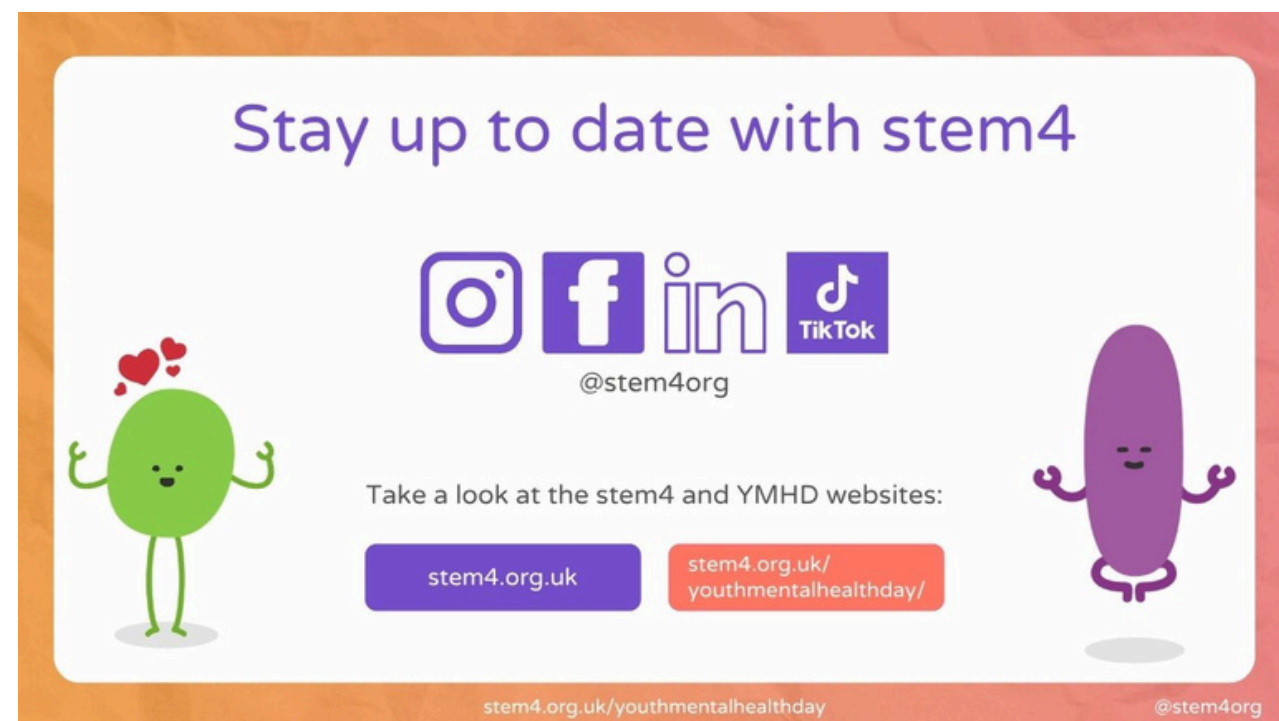 Stay up to date with stem4
f in TikTok
@stem4org
Take a look at the stem4 and YMHD websites:
stem4.org.uk
stem4.org.uk/
youthmentalhealthday/
stem4.org.uk/youthmentalhealthday
@stem4org